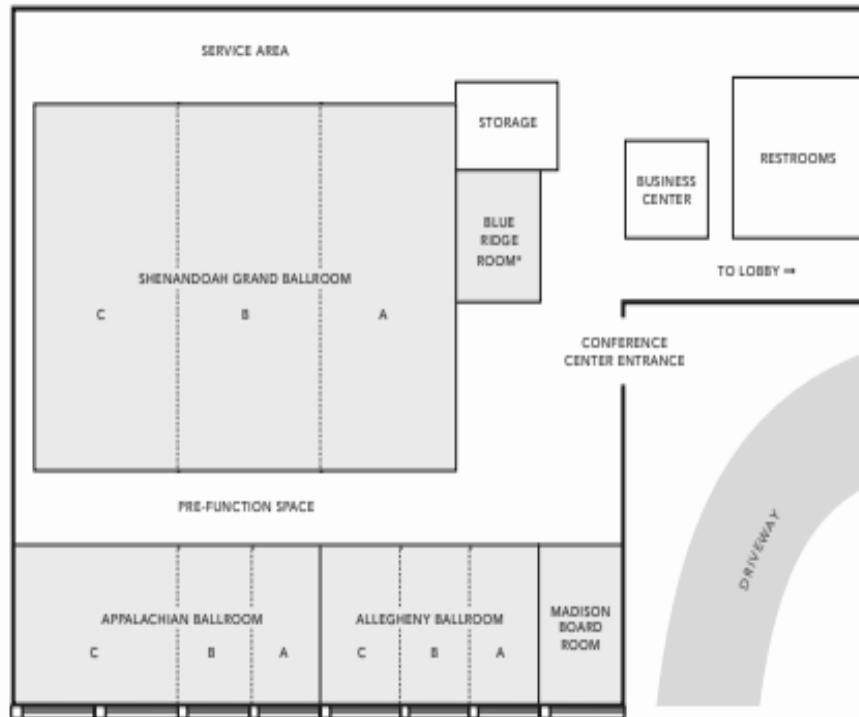 SERVICE AREA
STORAGE
RESTROOMS
BUSINESS
CENTER
BLUE
RIDGE
ROOM*
TO LOBBY ➡
SHENANDOAH GRAND BALLROOM
C
B
A
CONFERENCE
CENTER ENTRANCE
PRE-FUNCTION SPACE
DRIVEWAY
APPALACHIAN BALLROOM
C
B
A
ALLEGHENY BALLROOM
C
B
A
MADISON
BOARD
ROOM